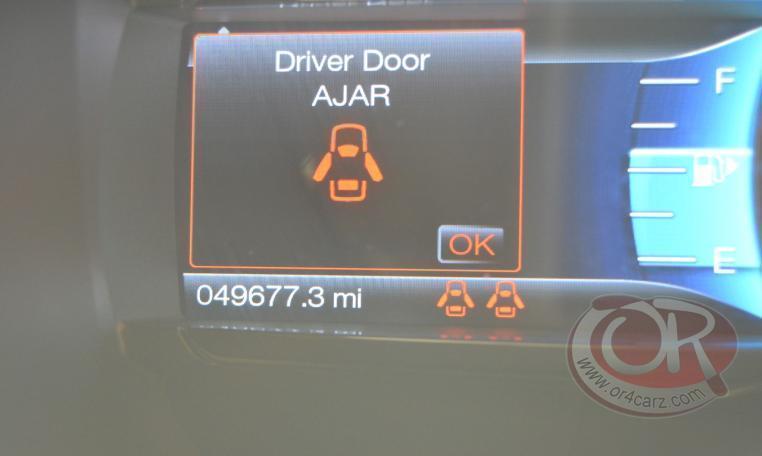 Driver Door
AJAR
OK
049677.3 mi
F
E
OR
www.or4carz.com